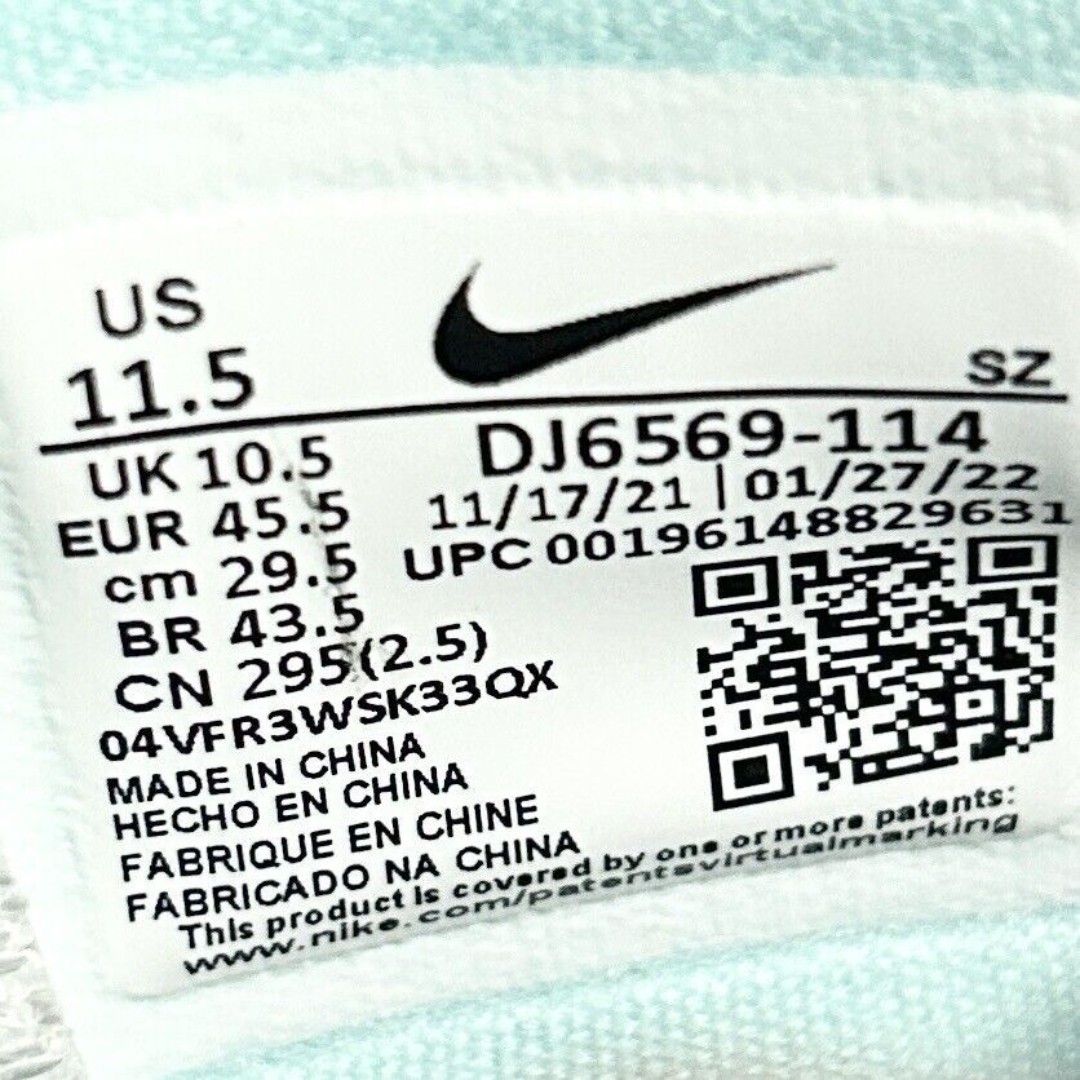 US
11.5
SZ
UK 10.5
DJ6569-114
EUR 45.5
11/17/21 | 01/27/22
cm 29.5
UPC 00196148829631
BR 43.5
CN 295(2.5)
04VFR3WSK33QX
MADE IN CHINA
HECHO EN CHINA
FABRIQUE EN CHINE
FABRICADO NA CHINA
This product is covered by one or more patents:
www.nike.com/patentsvirtualmarking